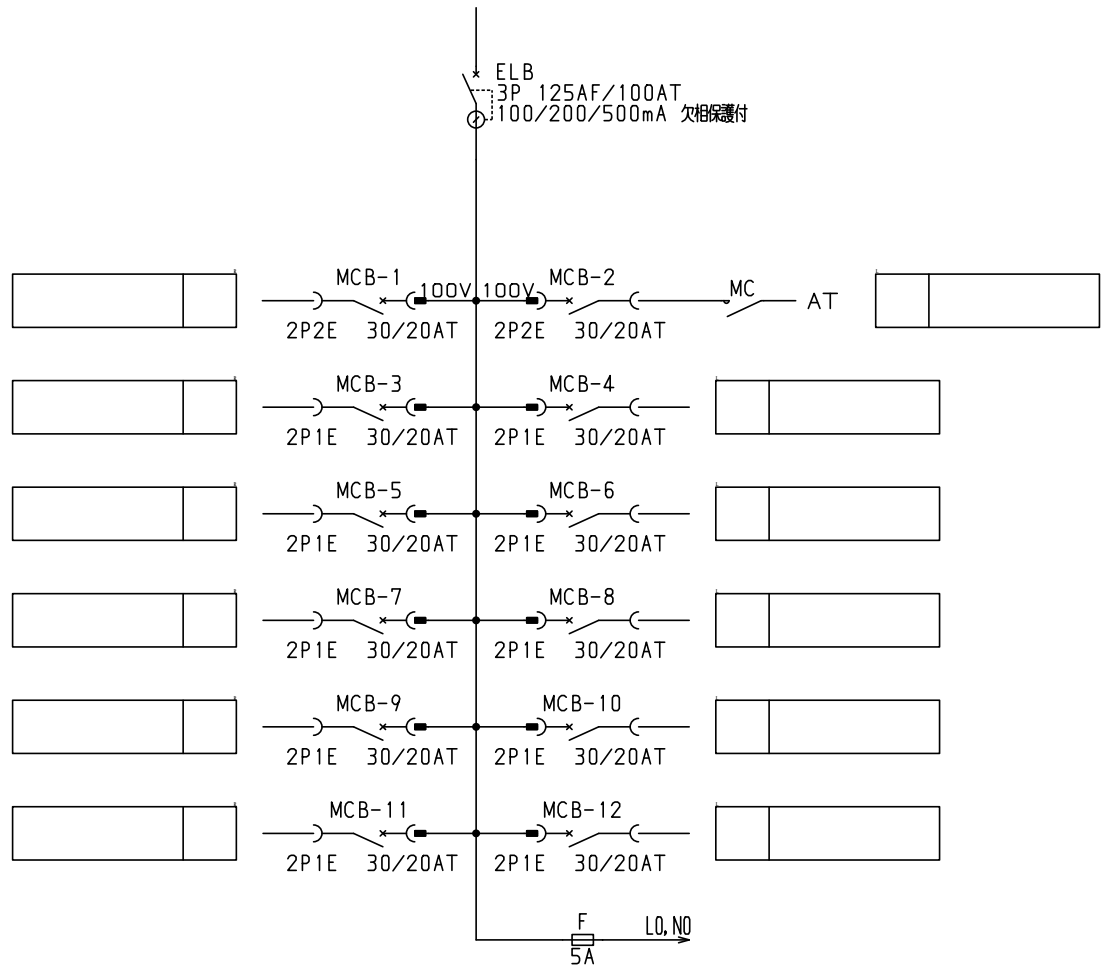 ELB
3P 125AF/100AT
100/200/500mA 欠相保護付
MCB-1
100V
100V
MCB-2
MC
AT
2P2E 30/20AT
2P2E 30/20AT
MCB-3
MCB-4
2P1E 30/20AT
2P1E 30/20AT
MCB-5
MCB-6
2P1E 30/20AT
2P1E 30/20AT
MCB-7
MCB-8
2P1E 30/20AT
2P1E 30/20AT
MCB-9
MCB-10
2P1E 30/20AT
2P1E 30/20AT
MCB-11
MCB-12
2P1E 30/20AT
2P1E 30/20AT
F
L0,N0
5A